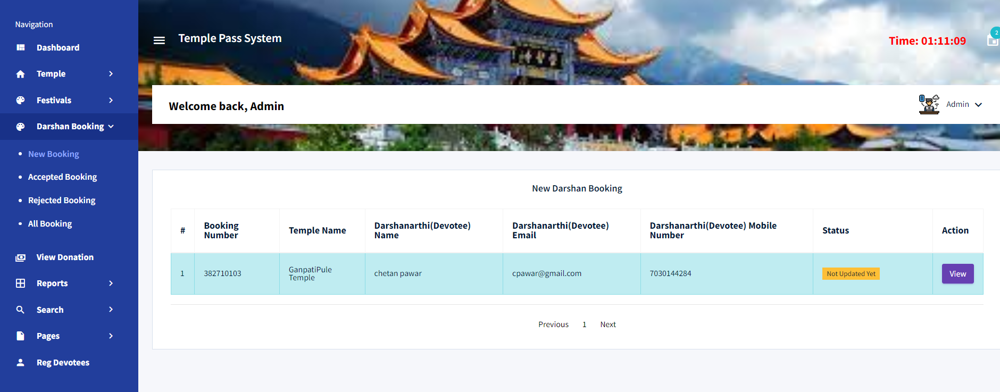 Navigation
Dashboard
Temple
Festivals
Darshan Booking
New Booking
Accepted Booking
Rejected Booking
All Booking
View Donation
Reports
Search
Pages
Reg Devotees
Temple Pass System
Time: 01:11:09
2
Welcome back, Admin
Admin
New Darshan Booking
#
Booking
Number
Temple Name
Darshanarthi(Devotee)
Name
Darshanarthi(Devotee)
Email
Darshanarthi(Devotee) Mobile
Number
Status
Action
1
382710103
GanpatiPule
Temple
chetan pawar
cpawar@gmail.com
7030144284
Not Updated Yet
View
Previous 1 Next